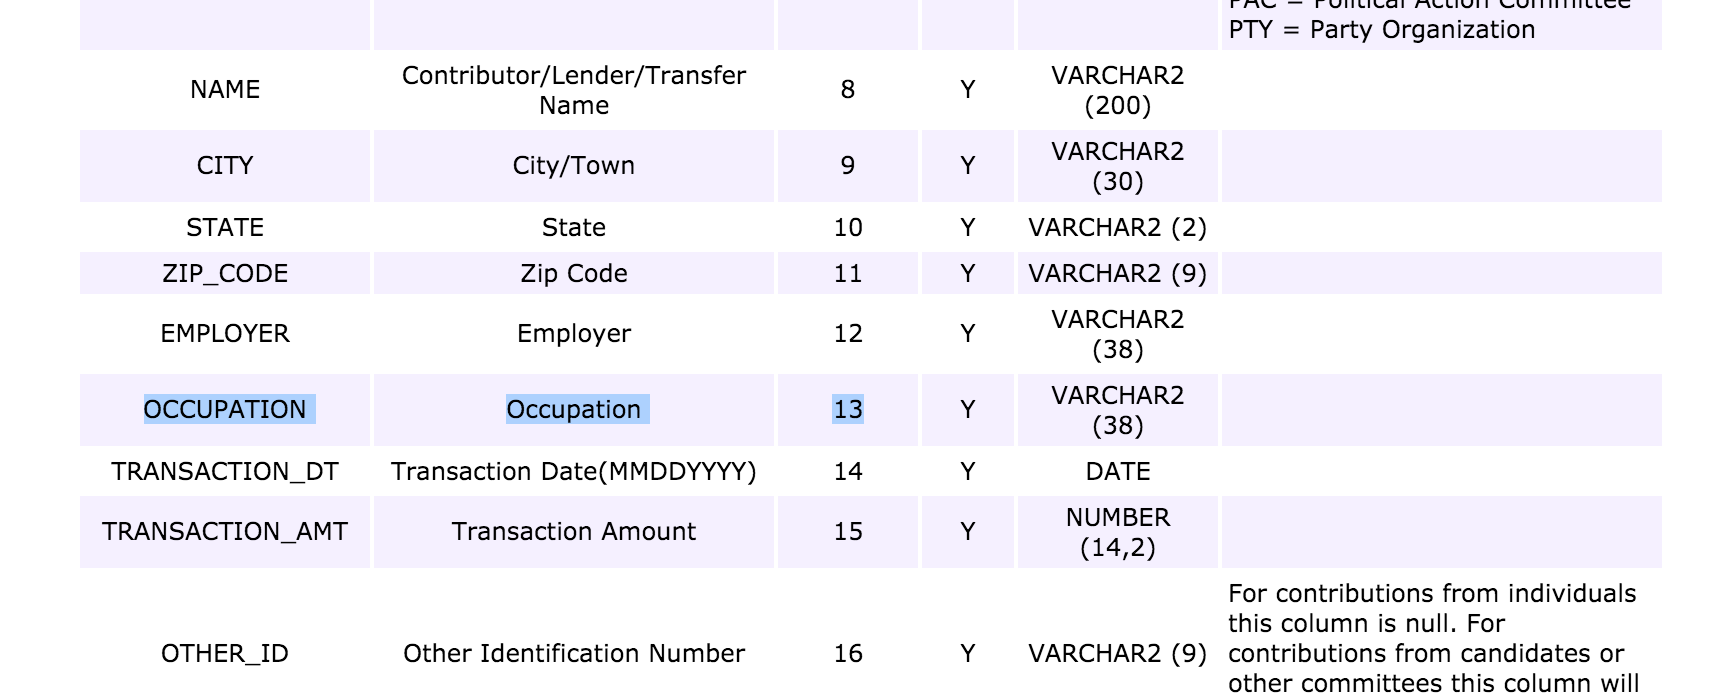 PAC = Political Action Committee
PTY = Party Organization
NAME Contributor/Lender/Transfer Name 8 Y VARCHAR2 (200)
CITY City/Town 9 Y VARCHAR2 (30)
STATE State 10 Y VARCHAR2 (2)
ZIP_CODE Zip Code 11 Y VARCHAR2 (9)
EMPLOYER Employer 12 Y VARCHAR2 (38)
OCCUPATION Occupation 13 Y VARCHAR2 (38)
TRANSACTION_DT Transaction Date(MMDDYYYY) 14 Y DATE
TRANSACTION_AMT Transaction Amount 15 Y NUMBER (14,2)
OTHER_ID Other Identification Number 16 Y VARCHAR2 (9)
For contributions from individuals
this column is null. For
contributions from candidates or
other committees this column will